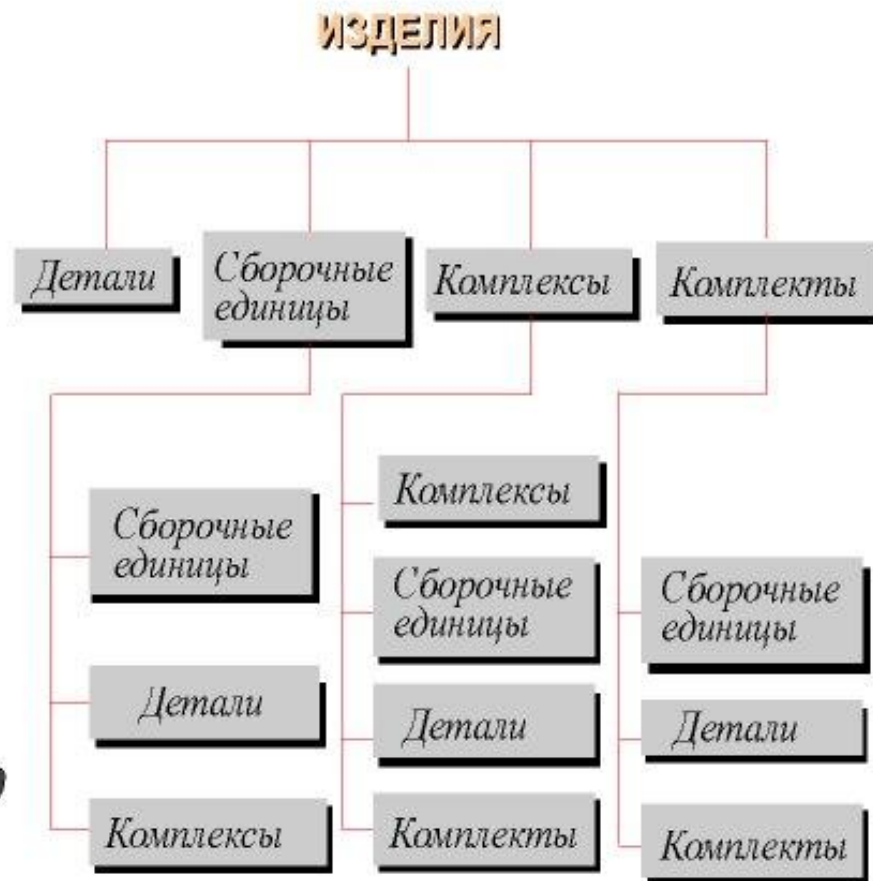 ИЗДЕЛИЯ
Детали
Сборочные
единицы
Комплексы
Комплекты
Сборочные
единицы
Детали
Комплексы
Комплексы
Сборочные
единицы
Детали
Комплекты
Сборочные
единицы
Детали
Комплекты